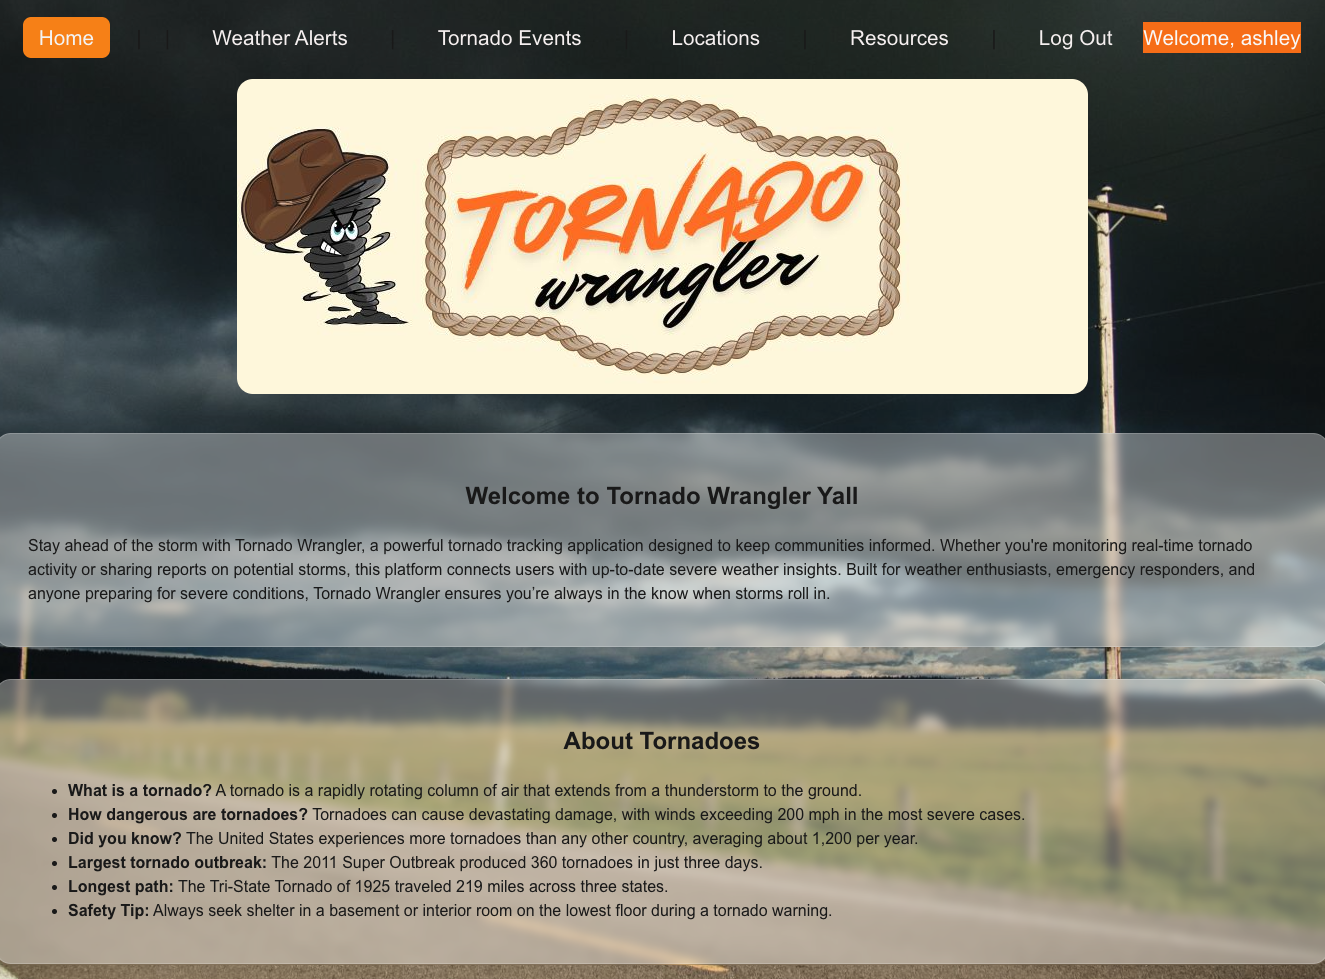 Home | | Weather Alerts | Tornado Events | Locations | Resources | Log Out Welcome, ashley
TORNADO
wrangler
Welcome to Tornado Wrangler Yall
Stay ahead of the storm with Tornado Wrangler, a powerful tornado tracking application designed to keep communities informed. Whether you're monitoring real-time tornado
activity or sharing reports on potential storms, this platform connects users with up-to-date severe weather insights. Built for weather enthusiasts, emergency responders, and
anyone preparing for severe conditions, Tornado Wrangler ensures you’re always in the know when storms roll in.
About Tornadoes
• What is a tornado? A tornado is a rapidly rotating column of air that extends from a thunderstorm to the ground.
• How dangerous are tornadoes? Tornadoes can cause devastating damage, with winds exceeding 200 mph in the most severe cases.
• Did you know? The United States experiences more tornadoes than any other country, averaging about 1,200 per year.
• Largest tornado outbreak: The 2011 Super Outbreak produced 360 tornadoes in just three days.
• Longest path: The Tri-State Tornado of 1925 traveled 219 miles across three states.
• Safety Tip: Always seek shelter in a basement or interior room on the lowest floor during a tornado warning.